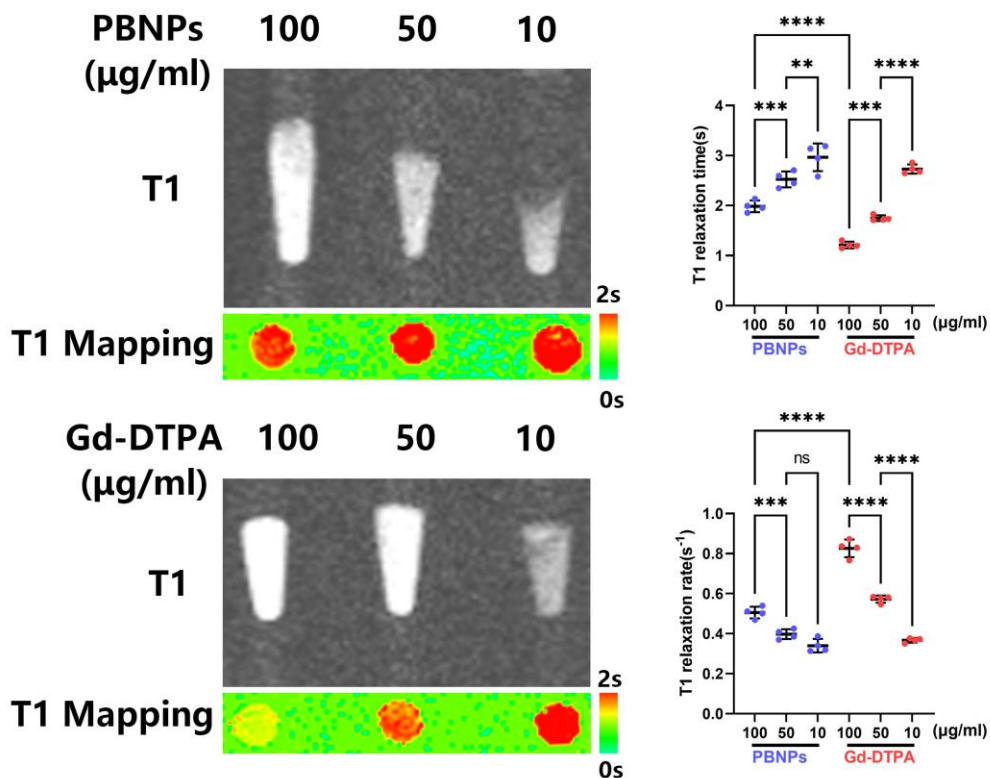 PBNPs 100 50 10
(μg/ml)
T1
2s
T1 Mapping
0s
Gd-DTPA 100 50 10
(μg/ml)
T1
2s
T1 Mapping
0s
****
** ****
*** ***
4
3
2
1
0
T1 relaxation time(s)
100 50 10 100 50 10 (μg/ml)
PBNPs Gd-DTPA
****
ns ****
*** ****
1.0
0.8
0.6
0.4
0.2
0.0
T1 relaxation rate(s⁻¹)
100 50 10 100 50 10 (μg/ml)
PBNPs Gd-DTPA